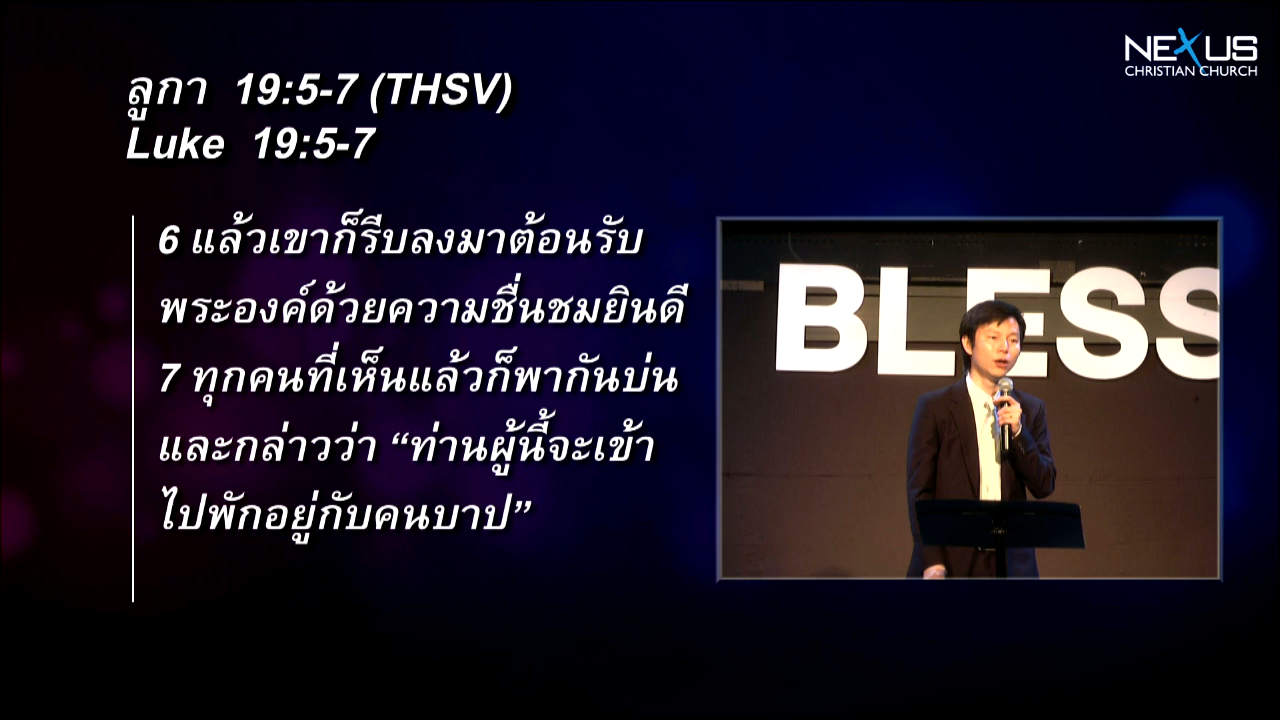 NEXUS
CHRISTIAN CHURCH
ลูกา 19:5-7 (THSV)
Luke 19:5-7
6 แล้วเขาก็รีบลงมาต้อนรับ
พระองค์ด้วยความชื่นชมยินดี
7 ทุกคนที่เห็นแล้วก็พากันบ่น
และกล่าวว่า “ท่านผู้นี้จะเข้า
ไปพักอยู่กับคนบาป”
BLESS